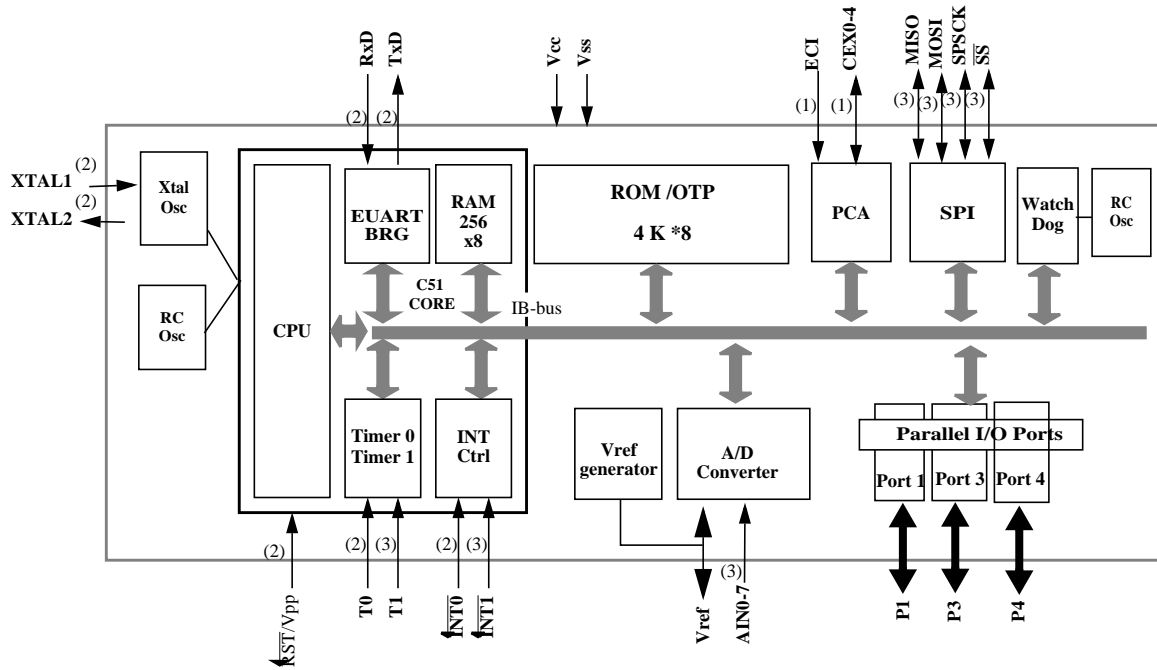 RxD
TxD
Vcc
Vss
ECI
CEX0-4
MISO
MOSI
SPSCK
SS
(2)
(2)
(1)
(1)
(3)
(3)
(3)
(3)
XTAL1
(2)
XTAL2
(2)
Xtal
Osc
RC
Osc
CPU
EUART
BRG
RAM
256
x8
C51
CORE
IB-bus
ROM /OTP
4 K *8
PCA
SPI
Watch
Dog
RC
Osc
Timer 0
Timer 1
INT
Ctrl
Vref
generator
A/D
Converter
Parallel I/O Ports
Port 1
Port 3
Port 4
(2)
(2)
(3)
(2)
(3)
(3)
RST/Vpp
T0
T1
INT0
INT1
Vref
AIN0-7
P1
P3
P4